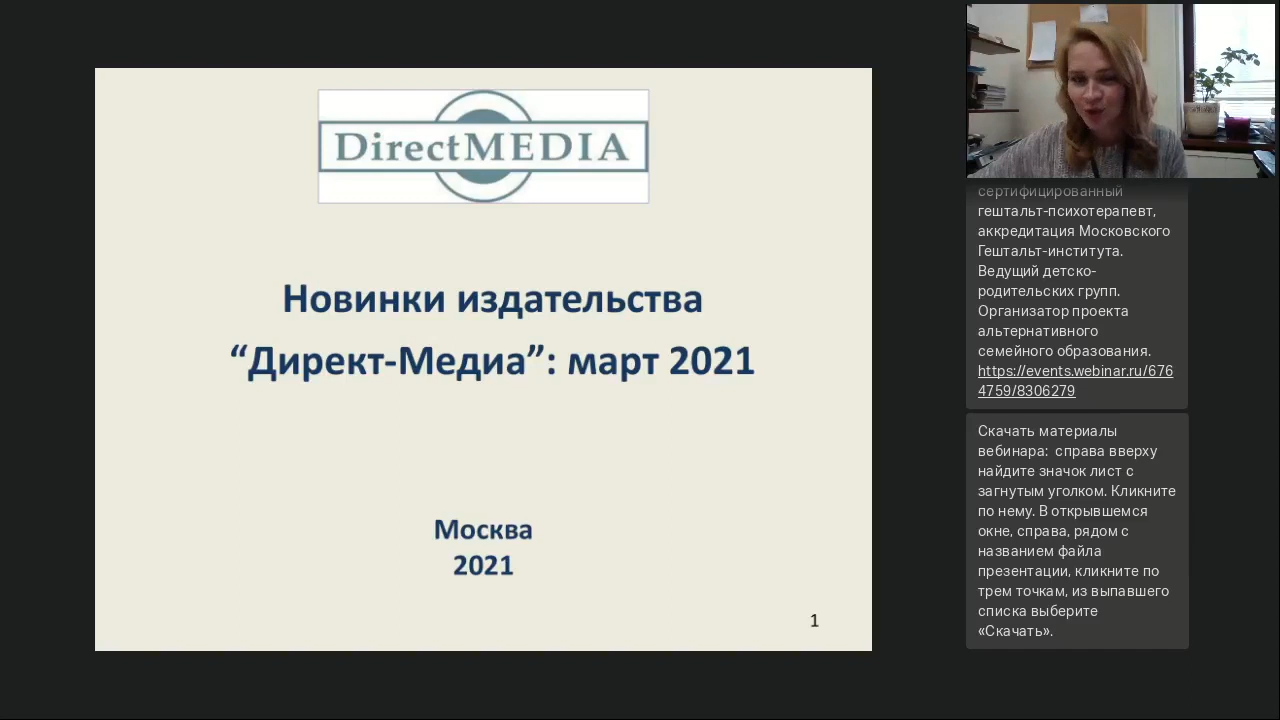 DirectMEDIA
Новинки издательства
“Директ-Медиа”: март 2021
Москва
2021
1
сертифицированный
гештальт-психотерапевт,
аккредитация Московского
Гештальт-института.
Ведущий детско-
родительских групп.
Организатор проекта
альтернативного
семейного образования.
https://events.webinar.ru/676
4759/8306279
Скачать материалы
вебинара:  справа вверху
найдите значок лист с
загнутым уголком. Кликните
по нему. В открывшемся
окне, справа, рядом с
названием файла
презентации, кликните по
трем точкам, из выпавшего
списка выберите
«Скачать».